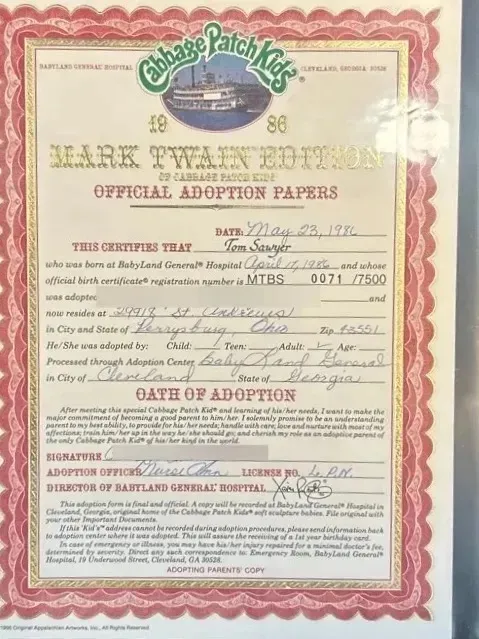 Cabbage Patch Kids®
BABYLAND GENERAL HOSPITAL CLEVELAND, GEORGIA 30528
19 86
MARK TWAIN EDITION
OF CABBAGE PATCH KIDS
OFFICIAL ADOPTION PAPERS
DATE: May 23, 1986
THIS CERTIFIES THAT Tom Sawyer
who was born at BabyLand General® Hospital April 17, 1986 and whose
official birth certificate® registration number is MTBS 0071 /7500
was adopted and
now resides at St.
in City and State of Perrysburg, Ohio Zip 43551
He/She was adopted by: Child: Teen: Adult: ✓ Age:
Processed through Adoption Center BabyLand General
in City of Cleveland State of Georgia
OATH OF ADOPTION
After meeting this special Cabbage Patch Kid® and learning of his/her needs, I want to make the
major commitment of becoming a good parent to him/her. I solemnly promise to be an understanding
parent to my best ability, to provide for his/her needs; handle with care; love and nurture with most of my
affections; train him/her up in the way he/she should go; and cherish my role as an adoptive parent of
the only Cabbage Patch Kid® of his/her kind in the world.
SIGNATURE
ADOPTION OFFICER Nurse LICENSE NO. L.P.N.
DIRECTOR OF BABYLAND GENERAL® HOSPITAL
This adoption form is final and official. A copy will be recorded at BabyLand General® Hospital in
Cleveland, Georgia, original home of the Cabbage Patch Kids® soft sculpture babies. File original with
your other Important Documents.
If this 'Kid's'™ address cannot be recorded during adoption procedures, please send information back
to adoption center where it was adopted. This will assure the receiving of a 1st year birthday card.
In case of emergency or illness, you may have his/her injury repaired for a minimal doctor's fee,
determined by severity. Direct any such correspondence to: Emergency Room, BabyLand General®
Hospital, 19 Underwood Street, Cleveland, GA 30528.
ADOPTING PARENTS' COPY
Original Appalachian Artworks, Inc., All Rights Reserved.